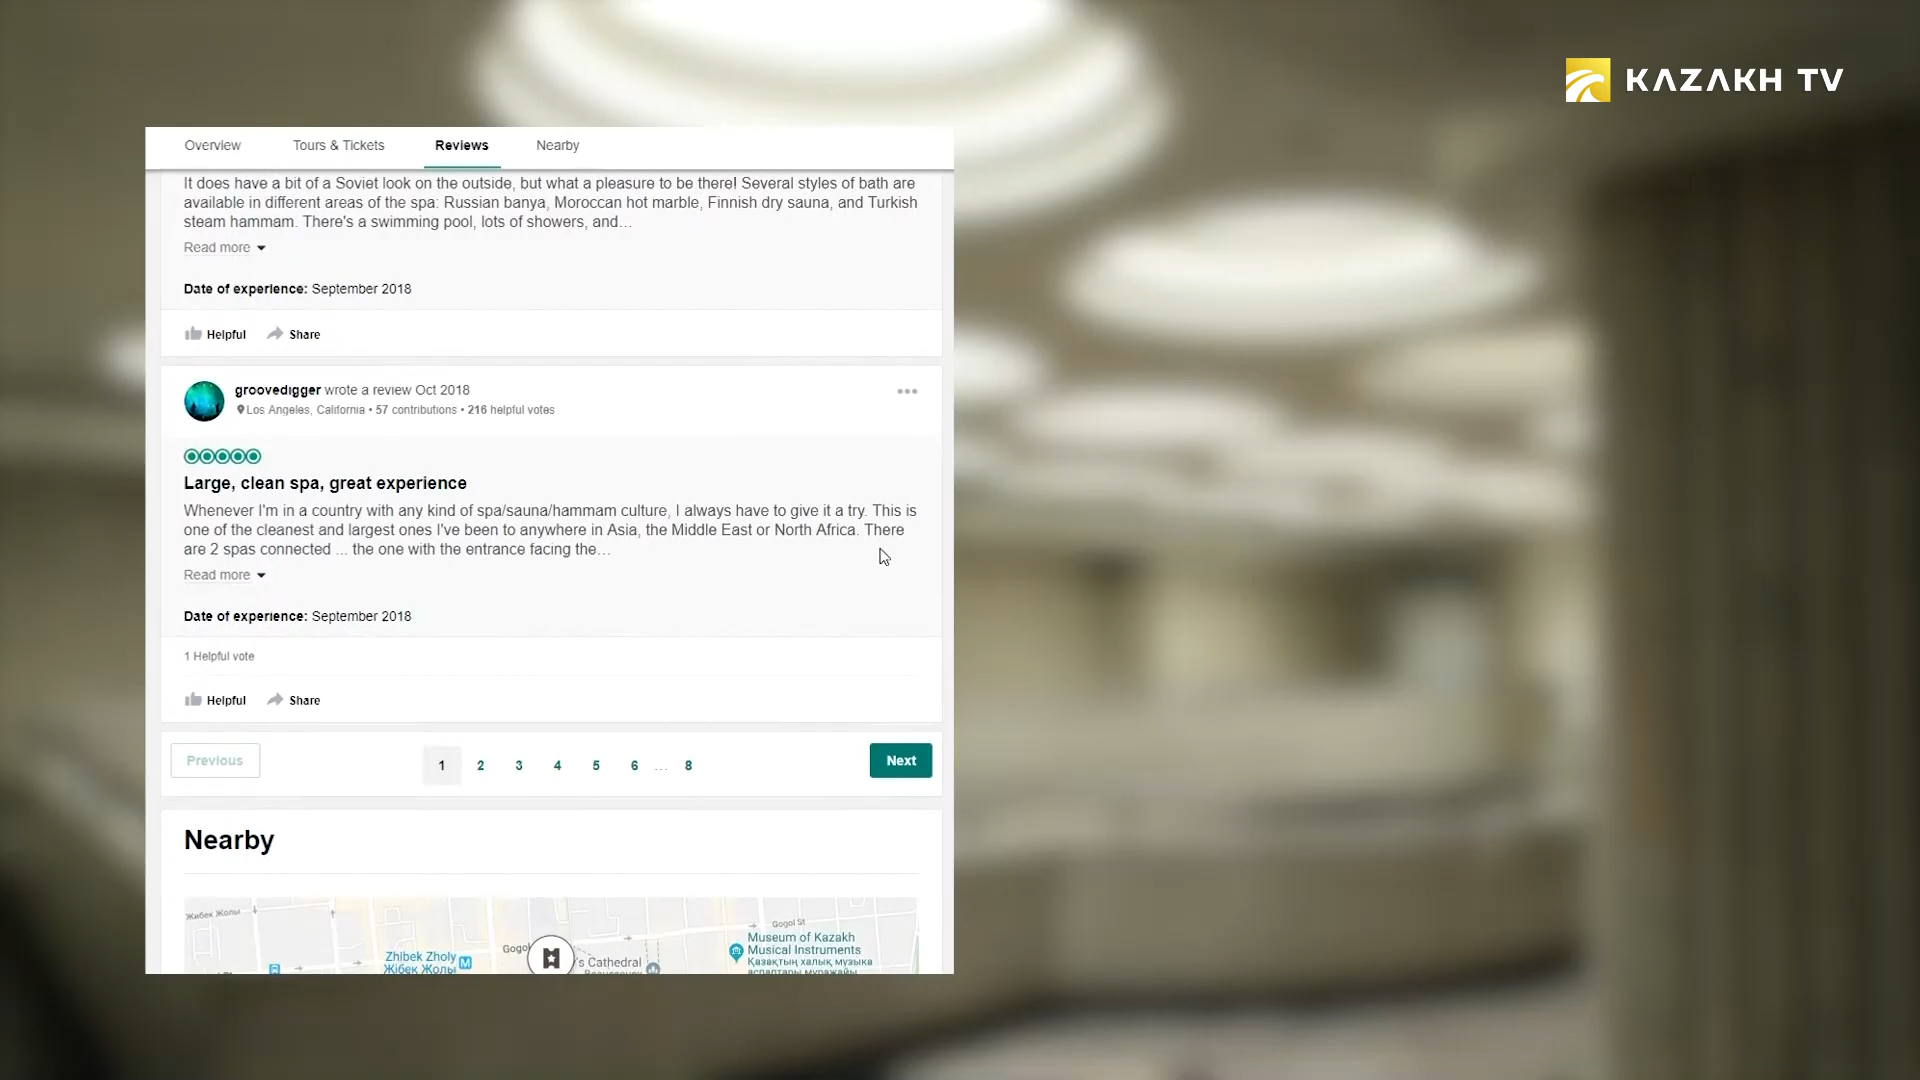 KAZAKH TV
Overview
Tours & Tickets
Reviews
Nearby
It does have a bit of a Soviet look on the outside, but what a pleasure to be there! Several styles of bath are
available in different areas of the spa: Russian banya, Moroccan hot marble, Finnish dry sauna, and Turkish
steam hammam. There's a swimming pool, lots of showers, and…
Read more
Date of experience: September 2018
Helpful
Share
groovedigger wrote a review Oct 2018
Los Angeles, California • 57 contributions • 216 helpful votes
Large, clean spa, great experience
Whenever I'm in a country with any kind of spa/sauna/hammam culture, I always have to give it a try. This is
one of the cleanest and largest ones I've been to anywhere in Asia, the Middle East or North Africa. There
are 2 spas connected ... the one with the entrance facing the…
Read more
Date of experience: September 2018
1 Helpful vote
Helpful
Share
Previous
1 2 3 4 5 6 ... 8
Next
Nearby
Жибек Жолы
Gogol St
Museum of Kazakh
Musical Instruments
Қазақтың халық музыка
Gogol
's Cathedral
Zhibek Zholy
Жібек Жолы